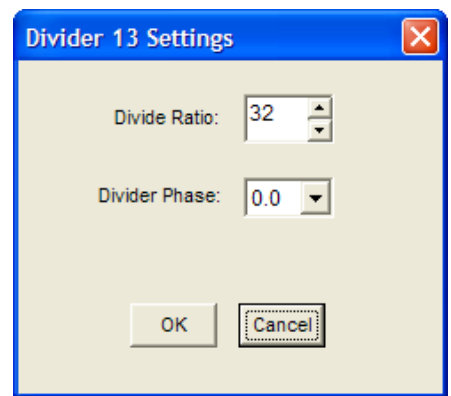 Divider 13 Settings
Divide Ratio: 32
Divider Phase: 0.0
OK Cancel